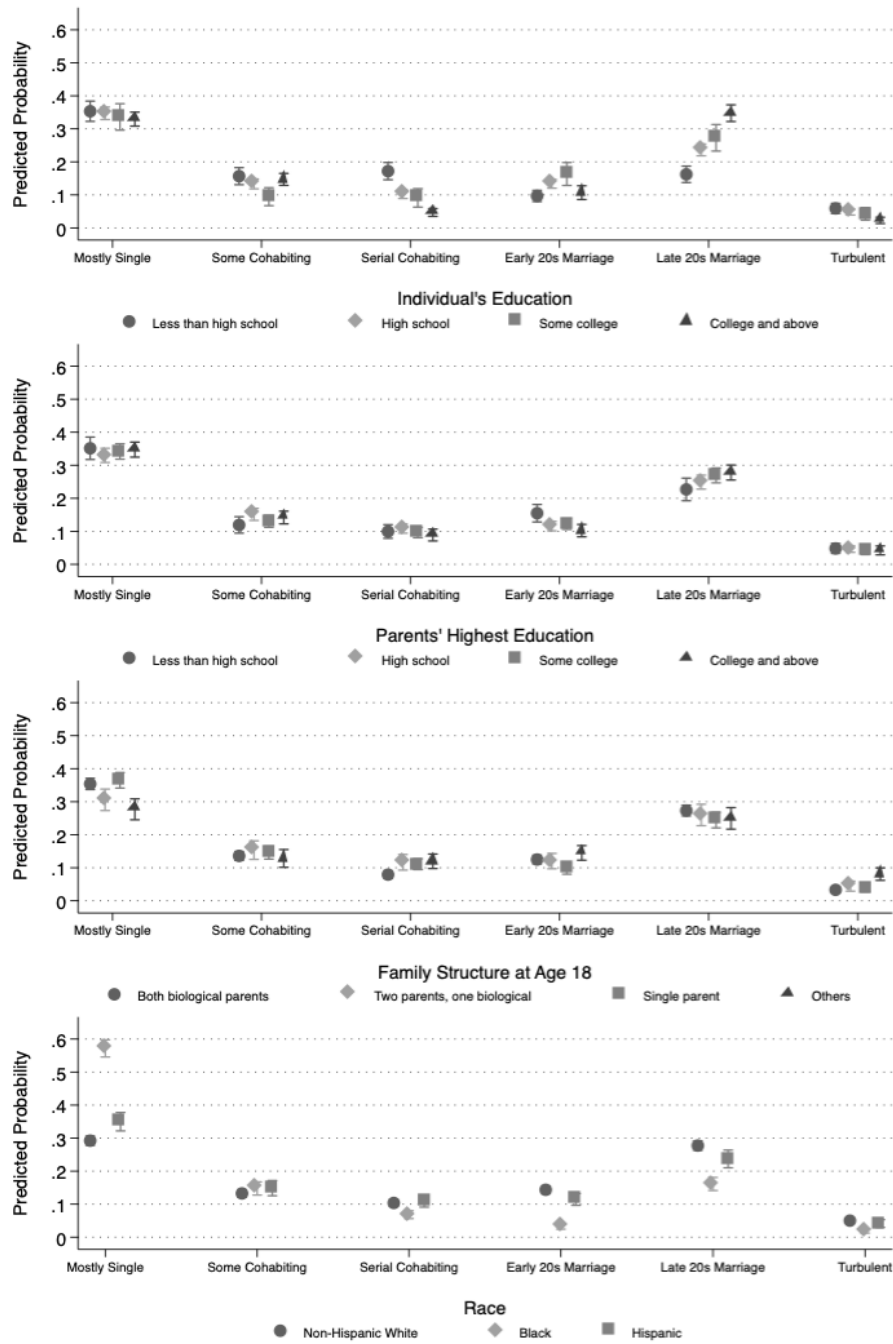 Predicted Probability
.6
.5
.4
.3
.2
.1
0
Mostly Single Some Cohabiting Serial Cohabiting Early 20s Marriage Late 20s Marriage Turbulent
Individual's Education
Less than high school High school Some college College and above
Predicted Probability
.6
.5
.4
.3
.2
.1
0
Mostly Single Some Cohabiting Serial Cohabiting Early 20s Marriage Late 20s Marriage Turbulent
Parents' Highest Education
Less than high school High school Some college College and above
Predicted Probability
.6
.5
.4
.3
.2
.1
0
Mostly Single Some Cohabiting Serial Cohabiting Early 20s Marriage Late 20s Marriage Turbulent
Family Structure at Age 18
Both biological parents Two parents, one biological Single parent Others
Predicted Probability
.6
.5
.4
.3
.2
.1
0
Mostly Single Some Cohabiting Serial Cohabiting Early 20s Marriage Late 20s Marriage Turbulent
Race
Non-Hispanic White Black Hispanic